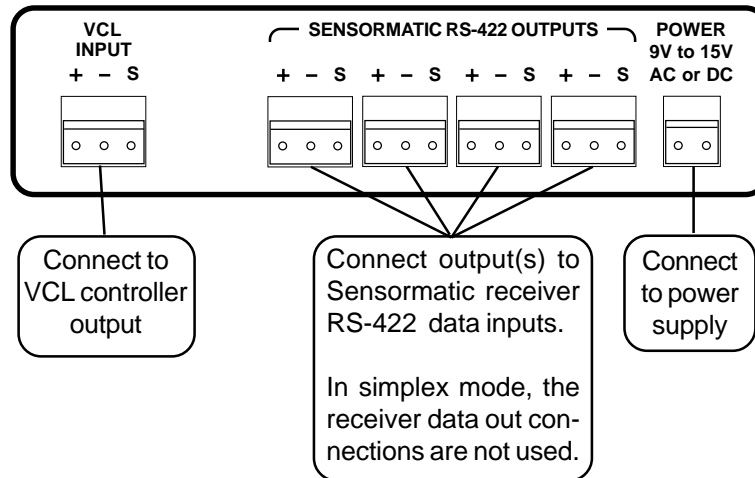 VCL
INPUT
+ – S
SENSORMATIC RS-422 OUTPUTS
+ – S + – S + – S + – S
POWER
9V to 15V
AC or DC
Connect to
VCL controller
output
Connect output(s) to
Sensormatic receiver
RS-422 data inputs.
In simplex mode, the
receiver data out con-
nections are not used.
Connect
to power
supply